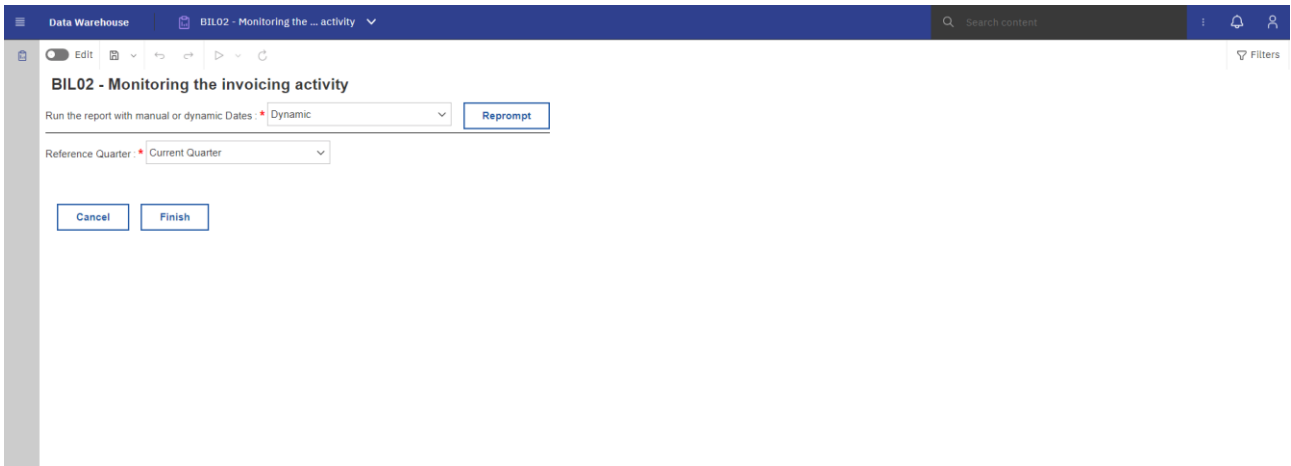 Data Warehouse BIL02 - Monitoring the ... activity Search content
Edit Filters
BIL02 - Monitoring the invoicing activity
Run the report with manual or dynamic Dates : * Dynamic Reprompt
Reference Quarter : * Current Quarter
Cancel Finish